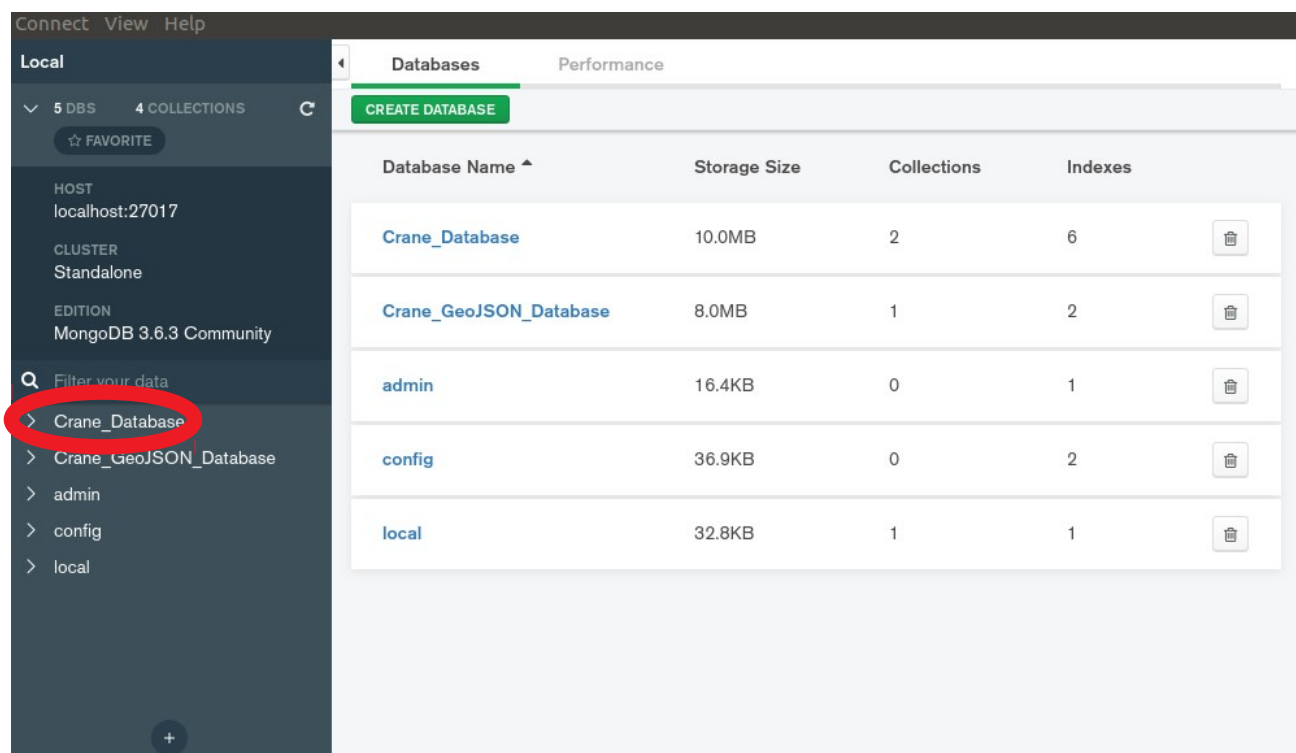 Connect View Help
Local
5 DBS 4 COLLECTIONS
FAVORITE
HOST
localhost:27017
CLUSTER
Standalone
EDITION
MongoDB 3.6.3 Community
Filter your data
Crane_Database
Crane_GeoJSON_Database
admin
config
local
+
Databases Performance
CREATE DATABASE
Database Name Storage Size Collections Indexes
Crane_Database 10.0MB 2 6
Crane_GeoJSON_Database 8.0MB 1 2
admin 16.4KB 0 1
config 36.9KB 0 2
local 32.8KB 1 1